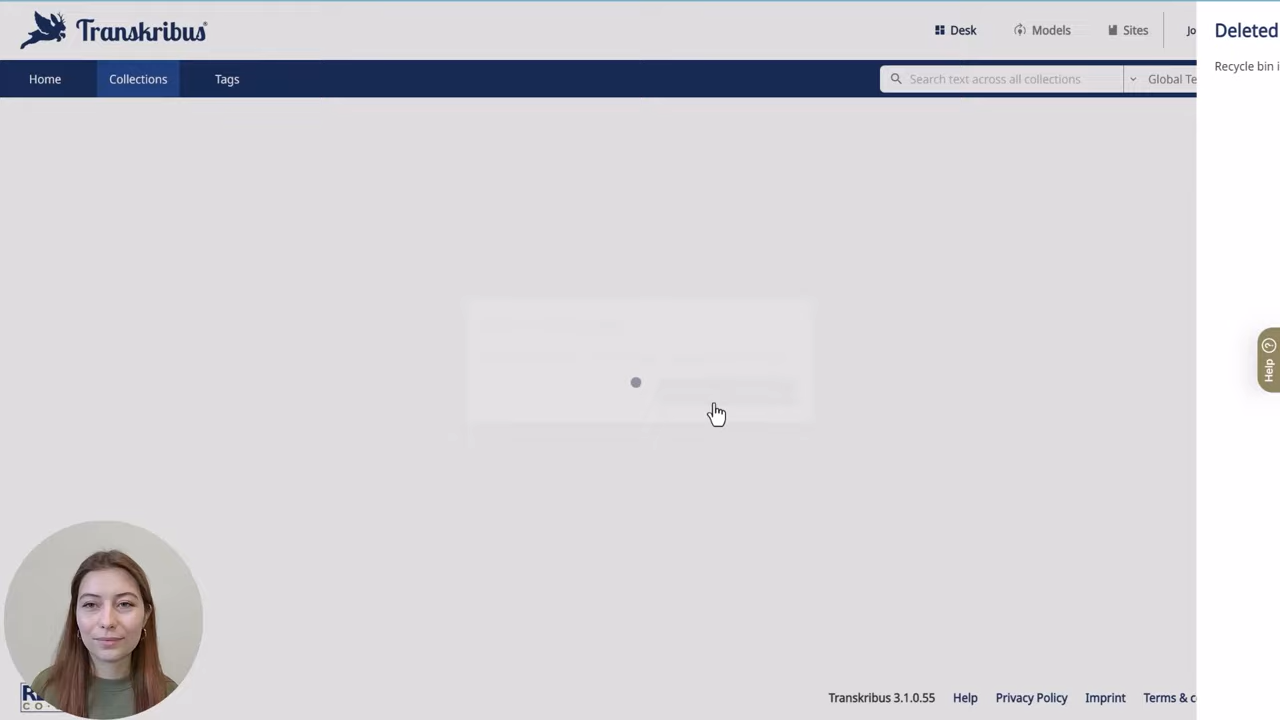 Transkribus®
Desk
Models
Sites
Jo
Deleted
Home
Collections
Tags
Search text across all collections
Global Te
Recycle bin i
Help
Transkribus 3.1.0.55
Help
Privacy Policy
Imprint
Terms & c